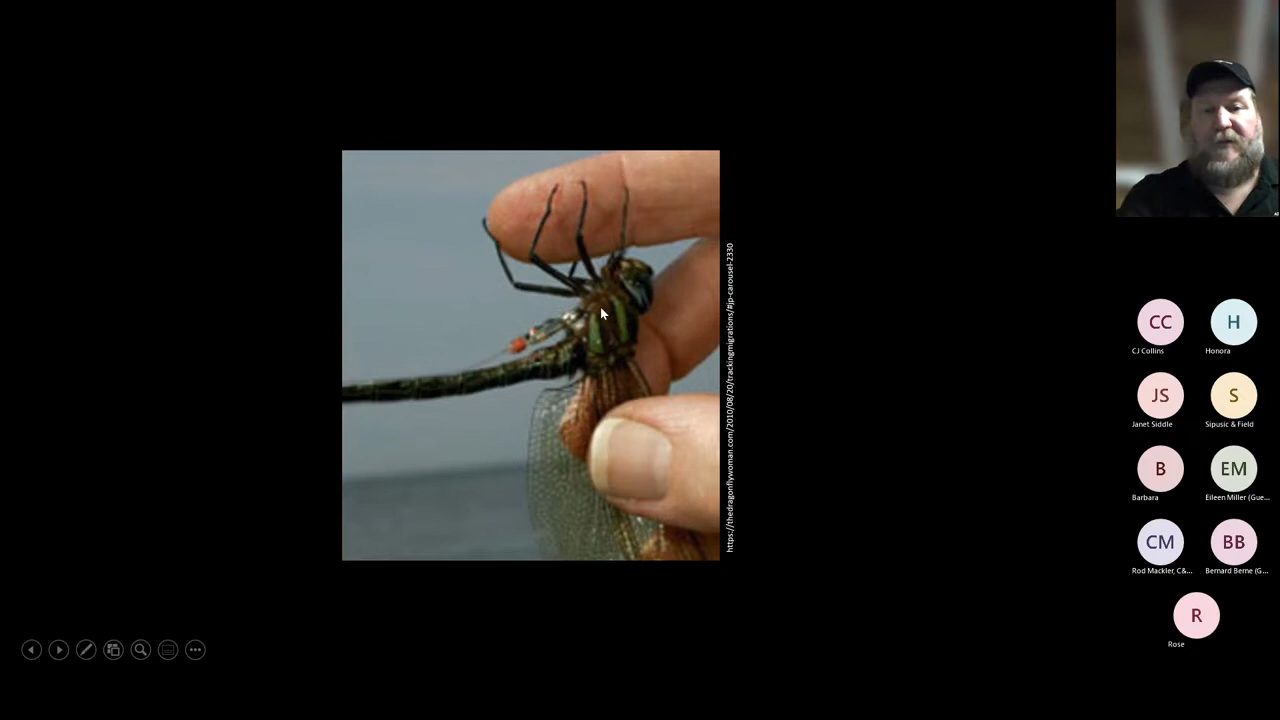 https://thedragonflywoman.com/2010/08/20/trackingmigrations/#jp-carousel-2330
CC
H
CJ Collins
Honora
JS
S
Janet Siddle
Sipusic & Field
B
EM
Barbara
Eileen Miller (Gue...
CM
BB
Rod Mackler, C&...
Bernard Berne (G...
R
Rose